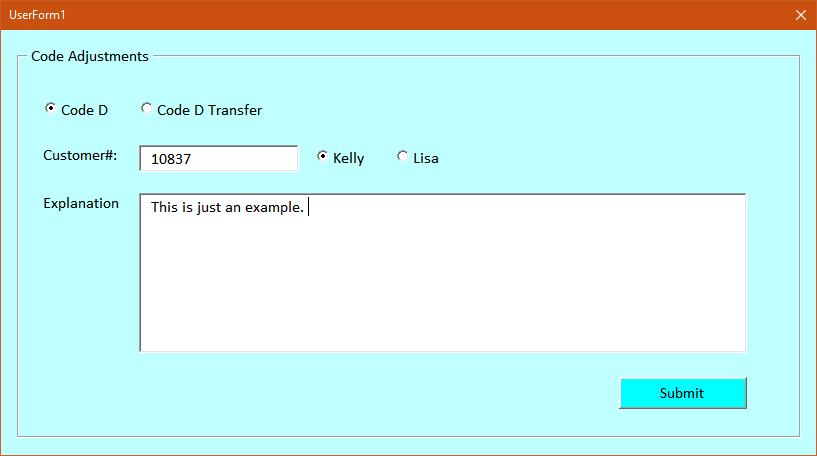 UserForm1
Code Adjustments
Code D Code D Transfer
Customer#: 10837 Kelly Lisa
Explanation This is just an example.
Submit